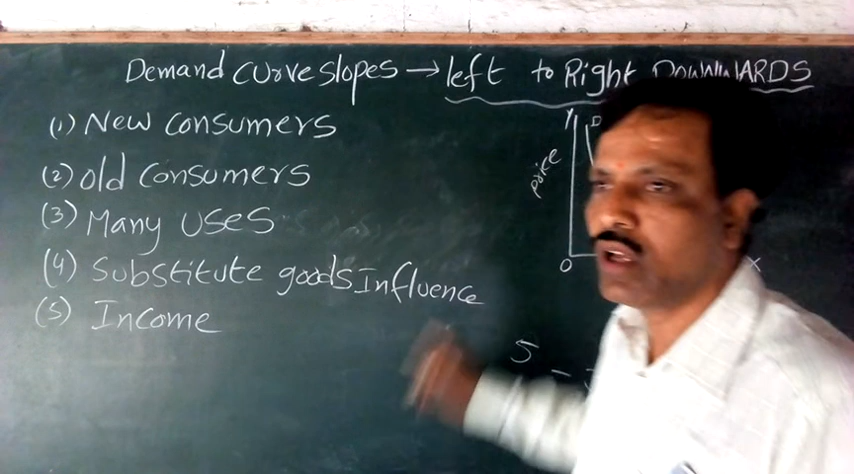 Demand curve slopes → left to Right DOWNWARDS
(1) New consumers
(2) old consumers
(3) Many uses
(4) Substitute goods Influence
(5) Income
Y
D
price
O
X
5 -